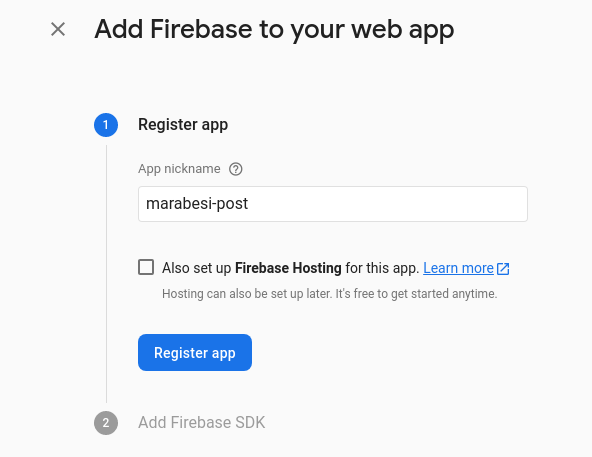 Add Firebase to your web app
1 Register app
App nickname ?
marabesi-post
Also set up Firebase Hosting for this app. Learn more
Hosting can also be set up later. It's free to get started anytime.
Register app
2 Add Firebase SDK